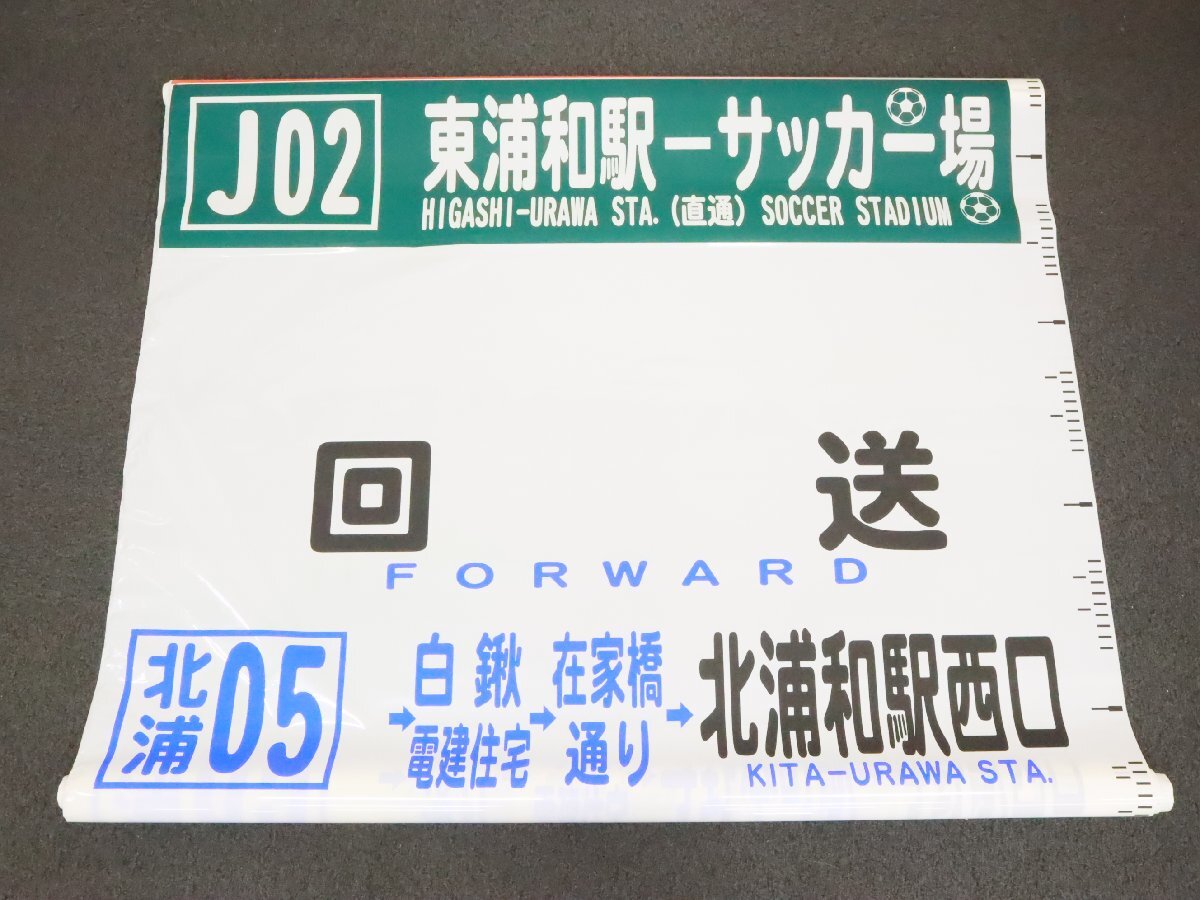 J02 東浦和駅ーサッカー場
HIGASHI-URAWA STA.(直通) SOCCER STADIUM
回送
FORWARD
北浦05
白鍬電建住宅
在家橋通り
北浦和駅西口
KITA-URAWA STA.